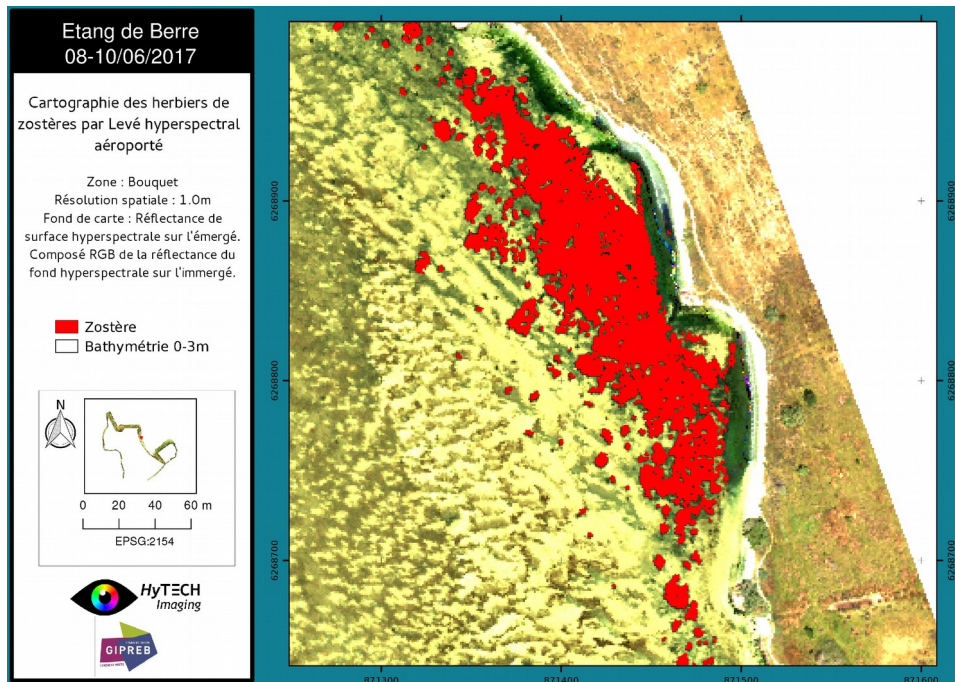 Etang de Berre
08-10/06/2017
Cartographie des herbiers de
zostères par Levé hyperspectral
aéroporté
Zone : Bouquet
Résolution spatiale : 1.0m
Fond de carte : Réflectance de
surface hyperspectrale sur l'émergé.
Composé RGB de la réflectance du
fond hyperspectrale sur l'immergé.
Zostère
Bathymétrie 0-3m
N
0 20 40 60 m
EPSG:2154
HyTECH
Imaging
GIPREB
6268900
6268800
6268700
6268900
6268800
6268700
871500
871600
871300
871400
871500
871600